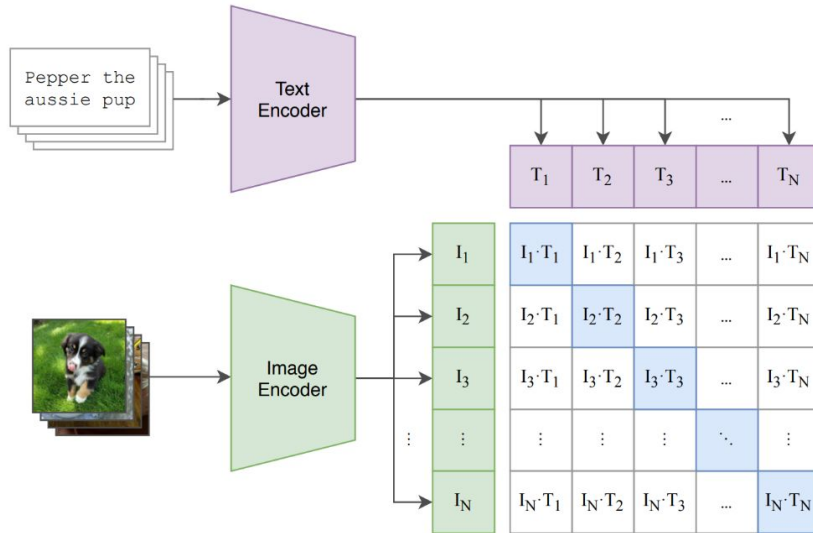 Pepper the
aussie pup
Text
Encoder
...
T1 T2 T3 ... TN
I1 I1·T1 I1·T2 I1·T3 ... I1·TN
I2 I2·T1 I2·T2 I2·T3 ... I2·TN
Image
Encoder
I3 I3·T1 I3·T2 I3·T3 ... I3·TN
⋮ ⋮ ⋮ ⋮ ⋮ ⋱ ⋮
IN IN·T1 IN·T2 IN·T3 ... IN·TN